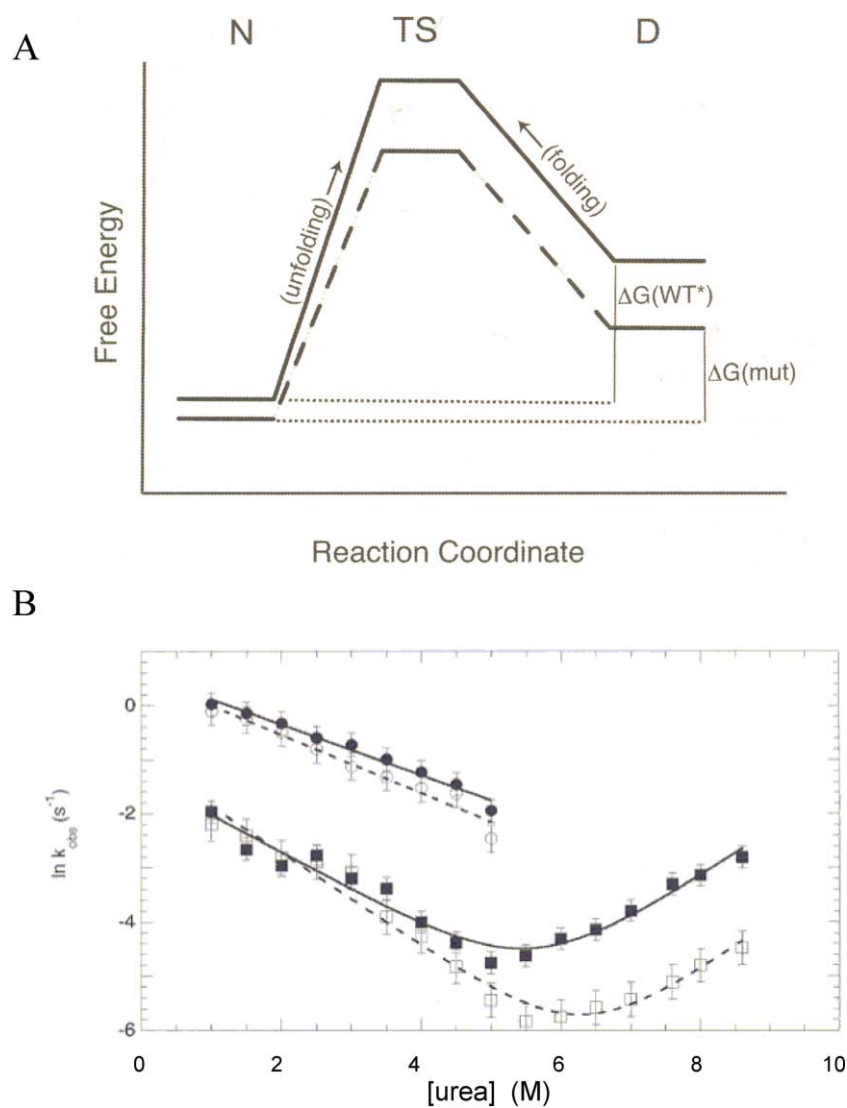 A
N TS D
Free Energy
(unfolding)
(folding)
ΔG(WT*)
ΔG(mut)
Reaction Coordinate
B
ln k_obs (s⁻¹)
0
-2
-4
-6
0 2 4 6 8 10
[urea] (M)